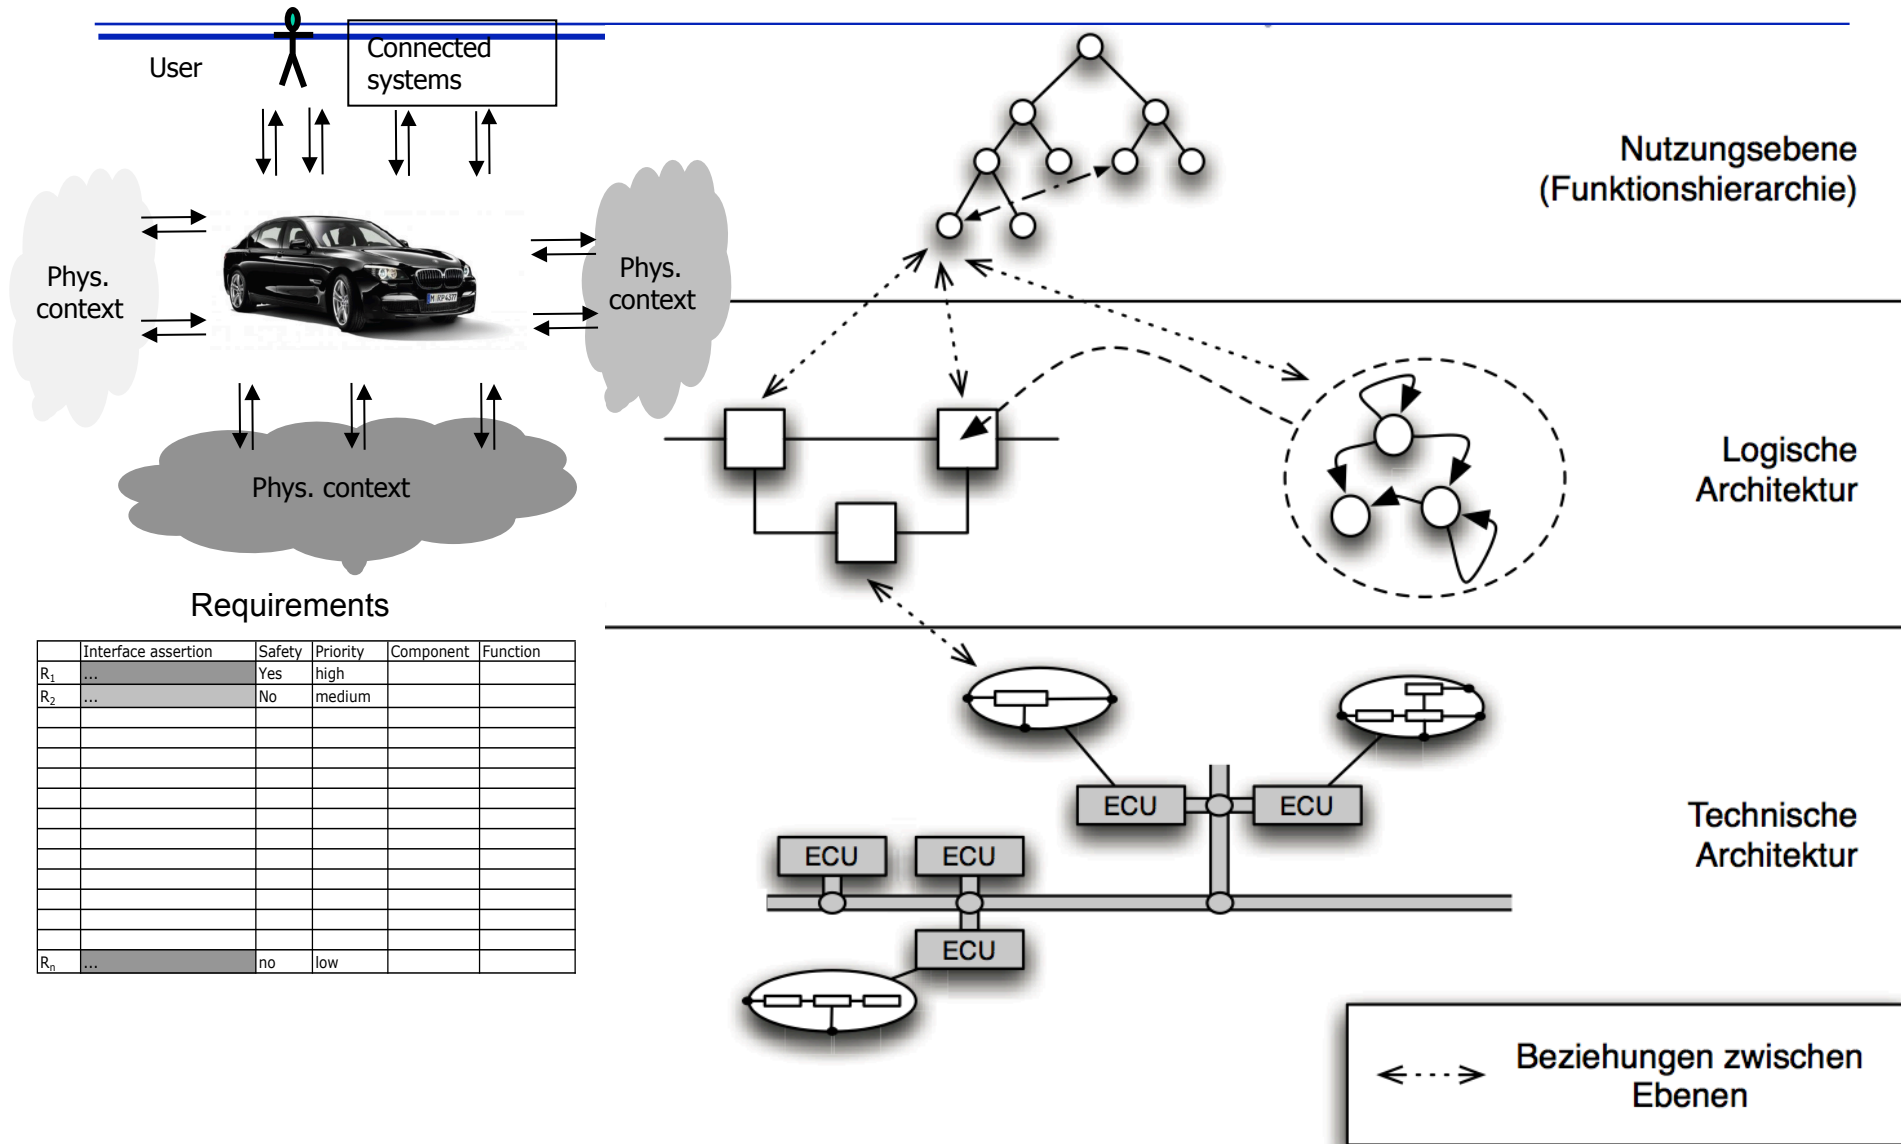 User
Connected
systems
Phys.
context
Phys.
context
Phys. context
Requirements
Interface assertion Safety Priority Component Function
R1 ... Yes high
R2 ... No medium
Rn ... no low
Nutzungsebene
(Funktionshierarchie)
Logische
Architektur
Technische
Architektur
ECU ECU
ECU ECU
ECU
Beziehungen zwischen
Ebenen